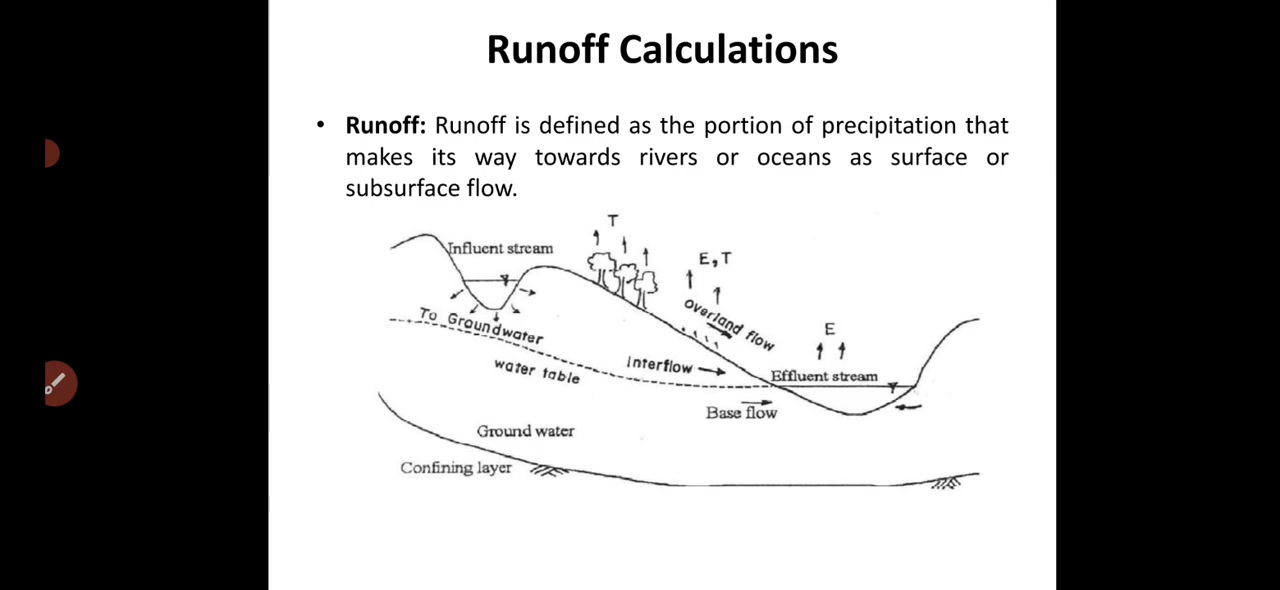 Runoff Calculations
• Runoff: Runoff is defined as the portion of precipitation that
makes its way towards rivers or oceans as surface or
subsurface flow.
T
Influent stream
E, T
overland flow
To Groundwater
E
Interflow
water table
Effluent stream
Base flow
Ground water
Confining layer